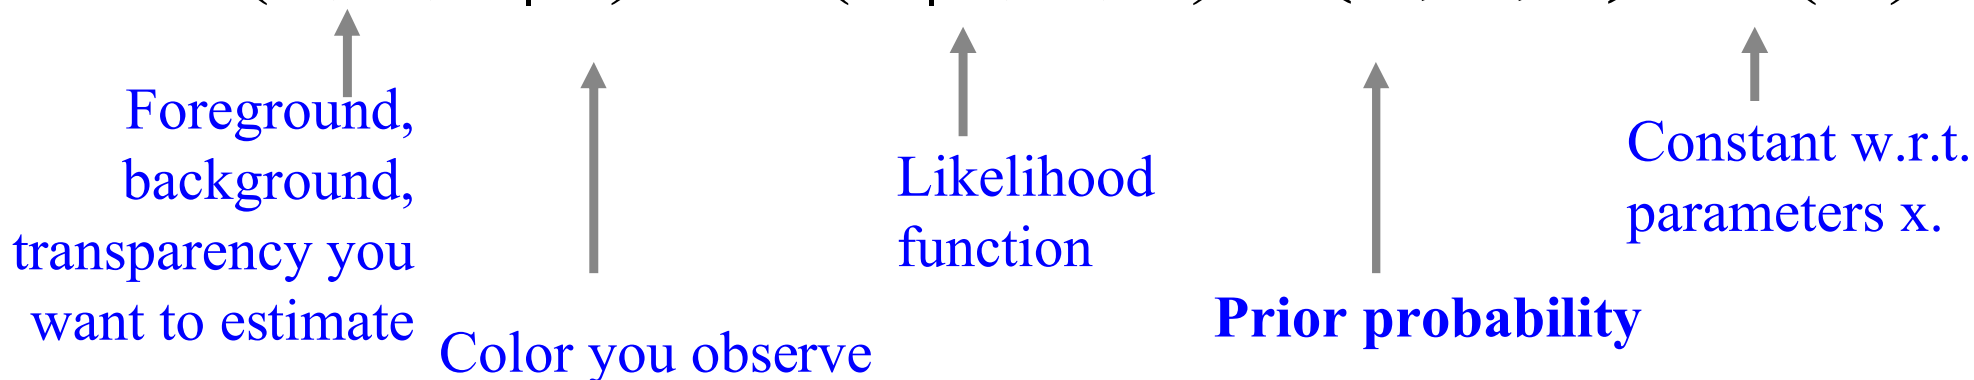 Foreground,
background,
transparency you
want to estimate
Color you observe
Likelihood
function
Prior probability
Constant w.r.t.
parameters x.